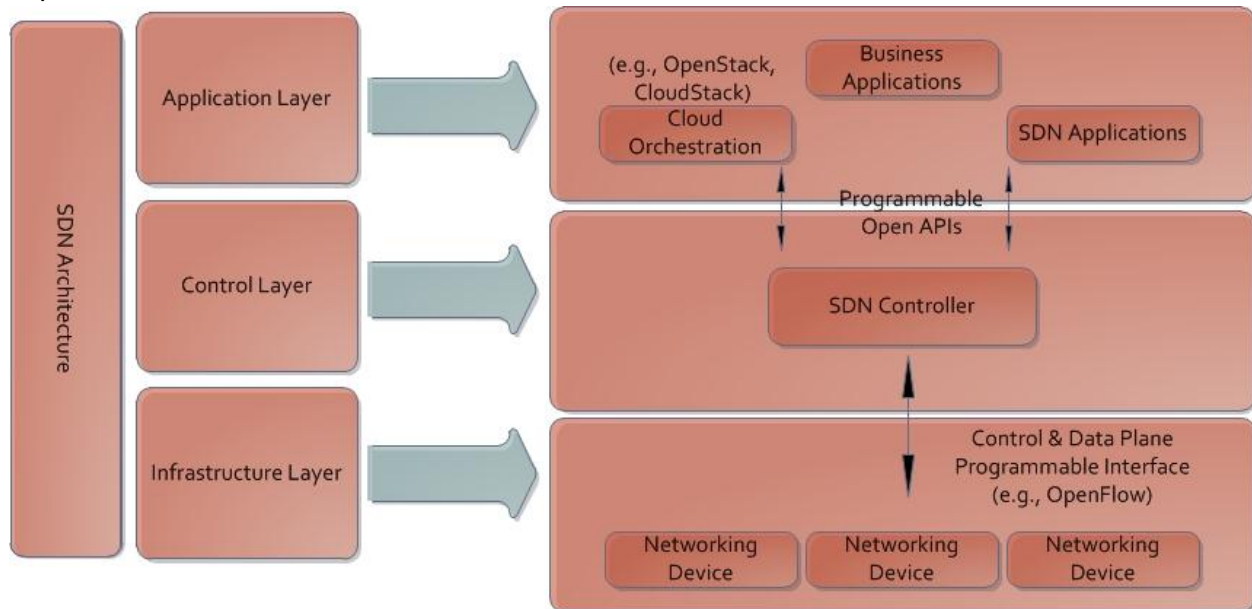 SDN Architecture
Application Layer
(e.g., OpenStack,
CloudStack)
Business
Applications
Cloud
Orchestration
SDN Applications
Programmable
Open APIs
Control Layer
SDN Controller
Infrastructure Layer
Control & Data Plane
Programmable Interface
(e.g., OpenFlow)
Networking
Device
Networking
Device
Networking
Device